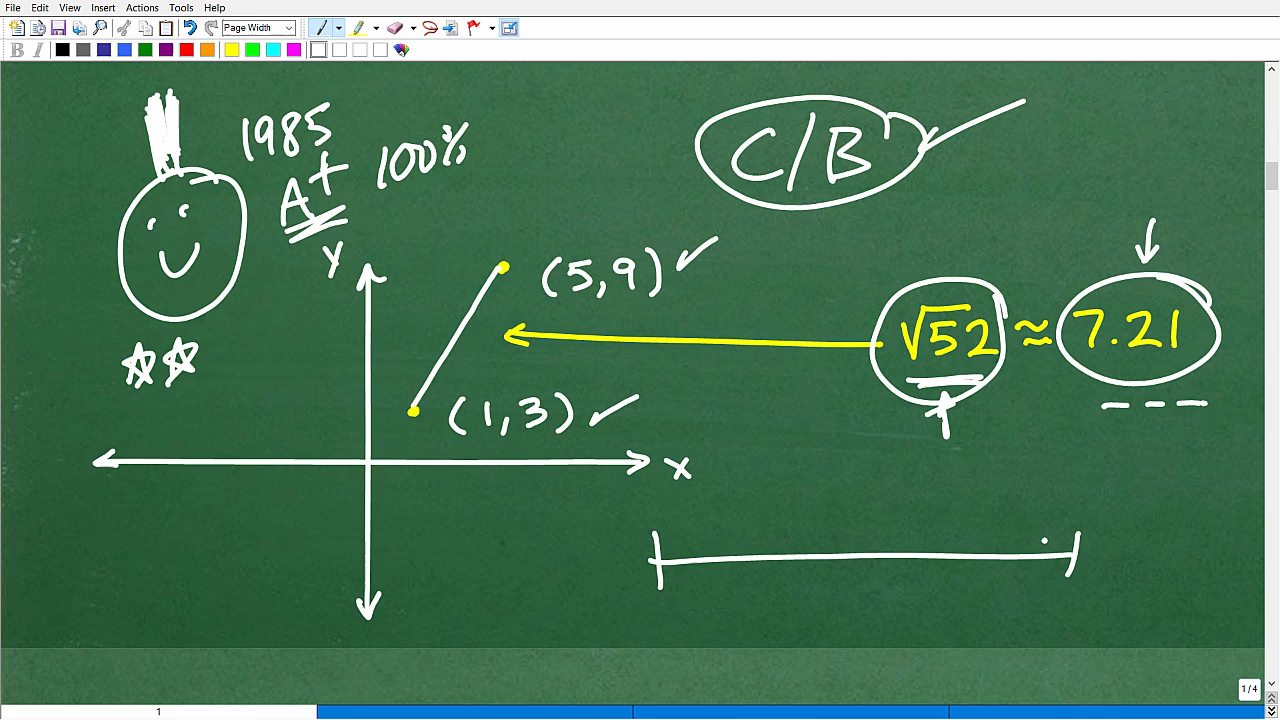 File Edit View Insert Actions Tools Help
Page Width
B I
1985
A+ 100%
C/B
y
(5,9)
√52 ≈ 7.21
(1,3)
x
1/4
1